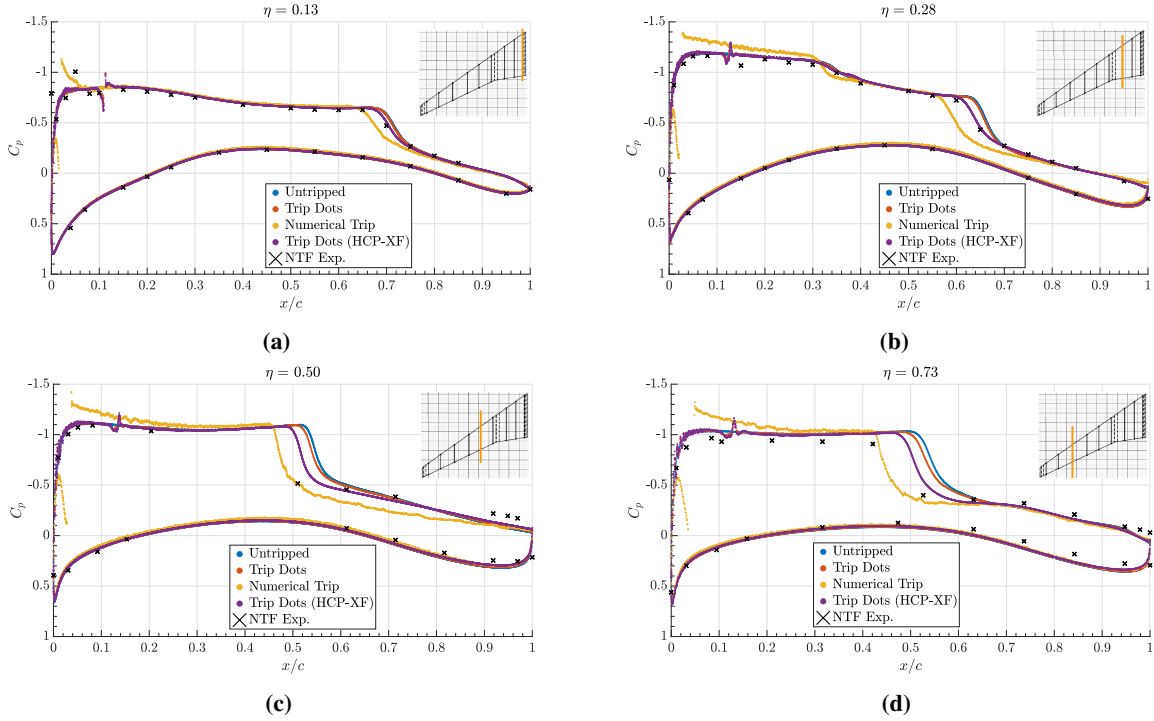 η = 0.13
-1.5
-1
-0.5
0
0.5
1
C_p
0 0.1 0.2 0.3 0.4 0.5 0.6 0.7 0.8 0.9 1
x/c
Untripped
Trip Dots
Numerical Trip
Trip Dots (HCP-XF)
NTF Exp.
(a)
η = 0.28
-1.5
-1
-0.5
0
0.5
1
C_p
0 0.1 0.2 0.3 0.4 0.5 0.6 0.7 0.8 0.9 1
x/c
Untripped
Trip Dots
Numerical Trip
Trip Dots (HCP-XF)
NTF Exp.
(b)
η = 0.50
-1.5
-1
-0.5
0
0.5
1
C_p
0 0.1 0.2 0.3 0.4 0.5 0.6 0.7 0.8 0.9 1
x/c
Untripped
Trip Dots
Numerical Trip
Trip Dots (HCP-XF)
NTF Exp.
(c)
η = 0.73
-1.5
-1
-0.5
0
0.5
1
C_p
0 0.1 0.2 0.3 0.4 0.5 0.6 0.7 0.8 0.9 1
x/c
Untripped
Trip Dots
Numerical Trip
Trip Dots (HCP-XF)
NTF Exp.
(d)